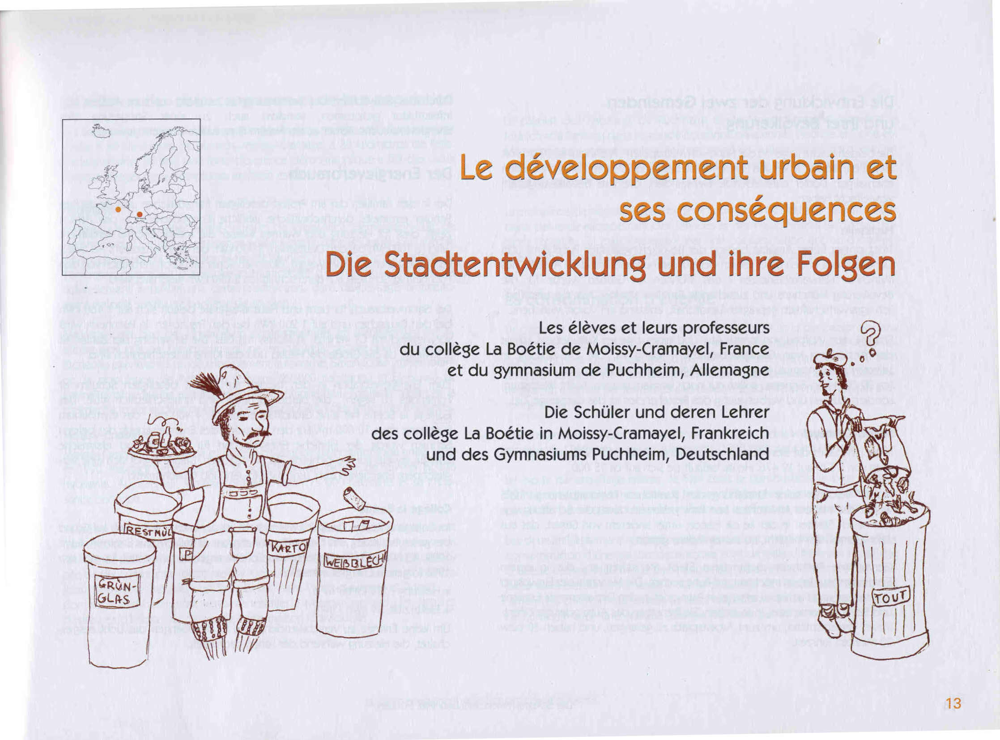 Le développement urbain et
ses conséquences
Die Stadtentwicklung und ihre Folgen
Les élèves et leurs professeurs
du collège La Boétie de Moissy-Cramayel, France
et du gymnasium de Puchheim, Allemagne
Die Schüler und deren Lehrer
des collège La Boétie in Moissy-Cramayel, Frankreich
und des Gymnasiums Puchheim, Deutschland
?
RESTMÜL
P
KARTO
WEIßBLECH
GRÜN-
GLAS
TOUT
13